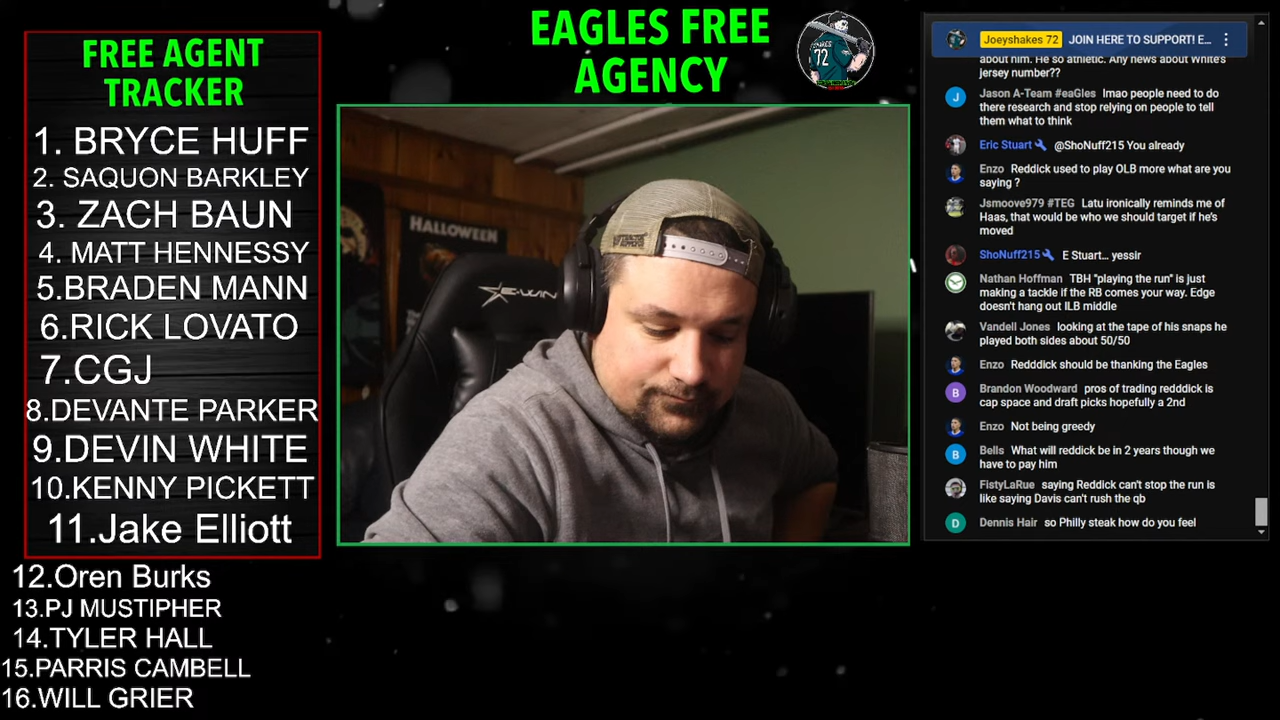 FREE AGENT
TRACKER
1. BRYCE HUFF
2. SAQUON BARKLEY
3. ZACH BAUN
4. MATT HENNESSY
5.BRADEN MANN
6.RICK LOVATO
7.CGJ
8.DEVANTE PARKER
9.DEVIN WHITE
10.KENNY PICKETT
11.Jake Elliott
12.Oren Burks
13.PJ MUSTIPHER
14.TYLER HALL
15.PARRIS CAMBELL
16.WILL GRIER
EAGLES FREE
AGENCY
72
HALLOWEEN
E-WIN
Joeyshakes 72 JOIN HERE TO SUPPORT! E...
about him. He so athletic. Any news about White's
jersey number??
J Jason A-Team #eaGles lmao people need to do
there research and stop relying on people to tell
them what to think
Eric Stuart @ShoNuff215 You already
Enzo Reddick used to play OLB more what are you
saying ?
Jsmoove979 #TEG Latu ironically reminds me of
Haas, that would be who we should target if he's
moved
ShoNuff215 E Stuart... yessir
Nathan Hoffman TBH "playing the run" is just
making a tackle if the RB comes your way. Edge
doesn't hang out ILB middle
Vandell Jones looking at the tape of his snaps he
played both sides about 50/50
Enzo Redddick should be thanking the Eagles
B Brandon Woodward pros of trading redddick is
cap space and draft picks hopefully a 2nd
Enzo Not being greedy
B Bells What will reddick be in 2 years though we
have to pay him
FistyLaRue saying Reddick can't stop the run is
like saying Davis can't rush the qb
D Dennis Hair so Philly steak how do you feel